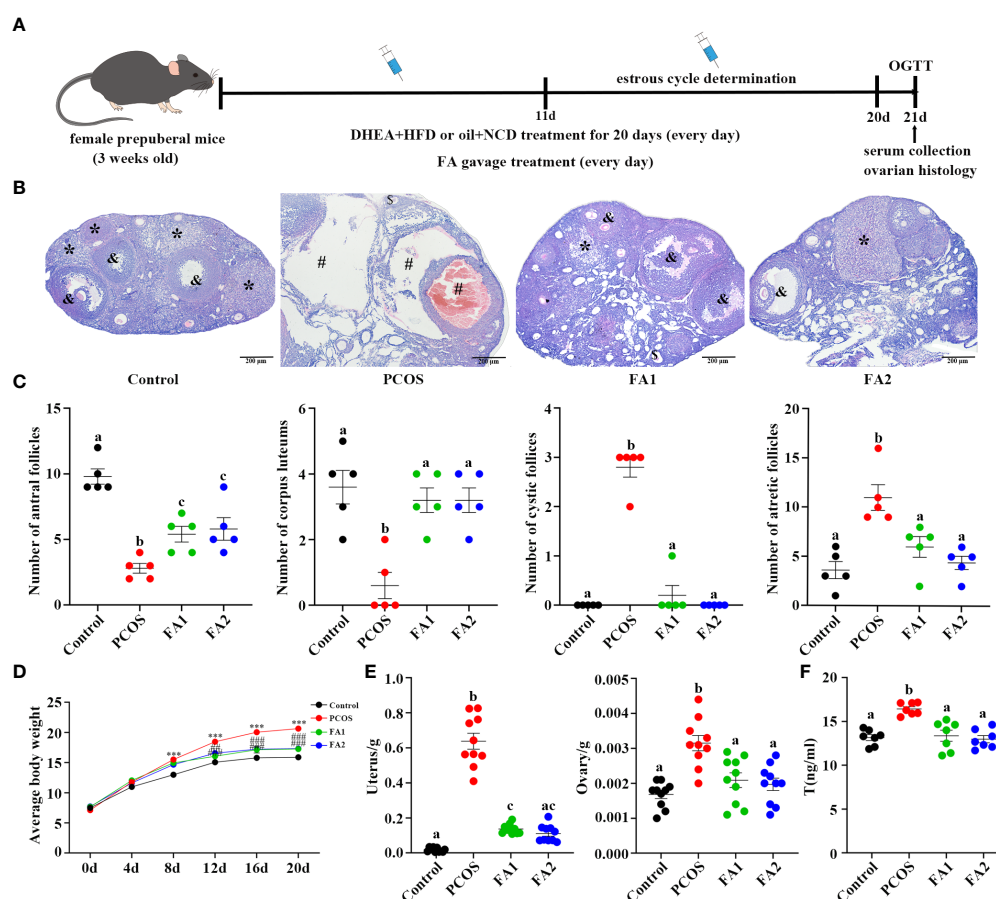 A
OGTT
estrous cycle determination
11d
20d
21d
female prepuberal mice
(3 weeks old)
DHEA+HFD or oil+NCD treatment for 20 days (every day)
FA gavage treatment (every day)
serum collection
ovarian histology
B
* * * * & & &
200 μm
Control
$ # # #
200 μm
PCOS
& * & & $
200 μm
FA1
* & &
200 μm
FA2
C
Number of antral follicles
15
10
5
0
a
b
c
c
Control
PCOS
FA1
FA2
Number of corpus luteums
6
4
2
0
a
b
a
a
Control
PCOS
FA1
FA2
Number of cystic follices
4
3
2
1
0
a
b
a
a
Control
PCOS
FA1
FA2
Number of atretic follices
20
15
10
5
0
a
b
a
a
Control
PCOS
FA1
FA2
D
Average body weight
25
20
15
10
5
0d
4d
8d
12d
16d
20d
***
***
##
***
###
###
***
###
###
Control
PCOS
FA1
FA2
E
Uterus/g
0.8
0.6
0.4
0.2
0.0
a
b
c
ac
Control
PCOS
FA1
FA2
Ovary/g
0.005
0.004
0.003
0.002
0.001
0.000
a
b
a
a
Control
PCOS
FA1
FA2
F
T(ng/ml)
20
15
10
5
0
a
b
a
a
Control
PCOS
FA1
FA2